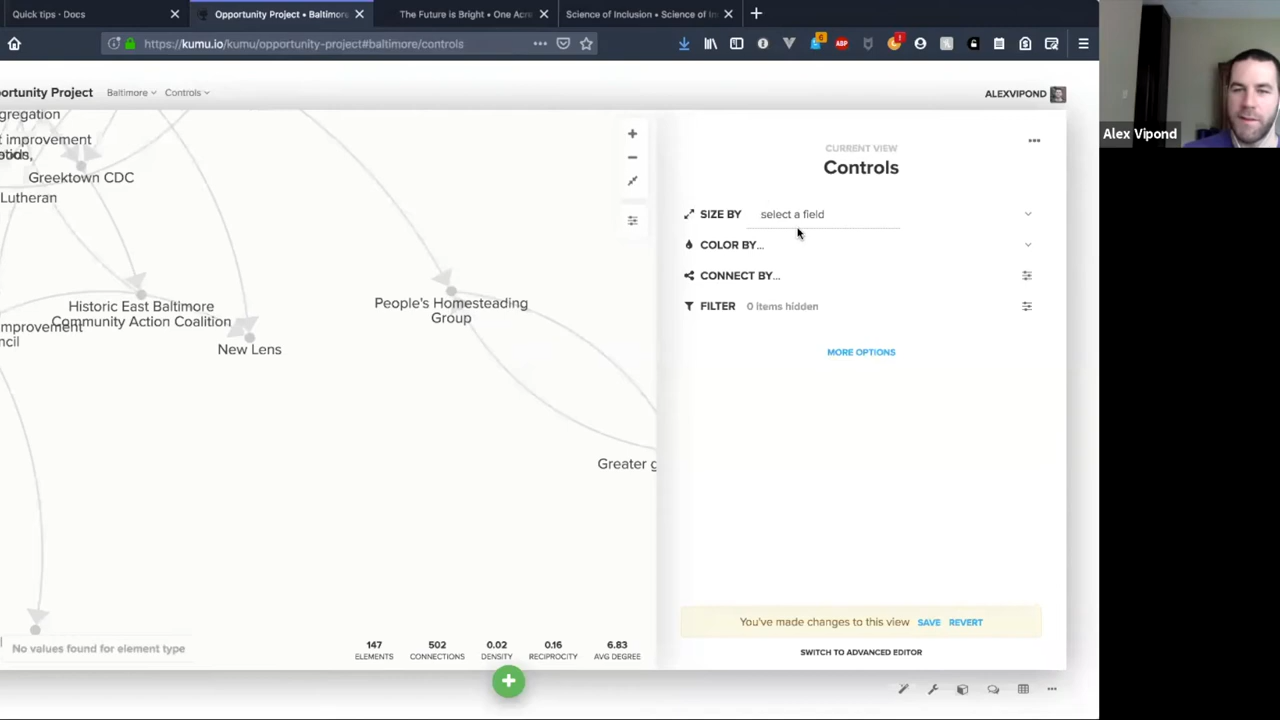 Quick tips - Docs
Opportunity Project • Baltimore
The Future is Bright • One Acre
Science of Inclusion • Science of In
https://kumu.io/kumu/opportunity-project#baltimore/controls
6
ABP
1
Alex Vipond
portunity Project
Baltimore
Controls
ALEXVIPOND
gregation
t improvement
Greektown CDC
Lutheran
Historic East Baltimore
Community Action Coalition
improvement
ncil
New Lens
People's Homesteading
Group
Greater g
No values found for element type
147
ELEMENTS
502
CONNECTIONS
0.02
DENSITY
0.16
RECIPROCITY
6.83
AVG DEGREE
CURRENT VIEW
Controls
SIZE BY select a field
COLOR BY...
CONNECT BY...
FILTER 0 items hidden
MORE OPTIONS
You've made changes to this view SAVE REVERT
SWITCH TO ADVANCED EDITOR